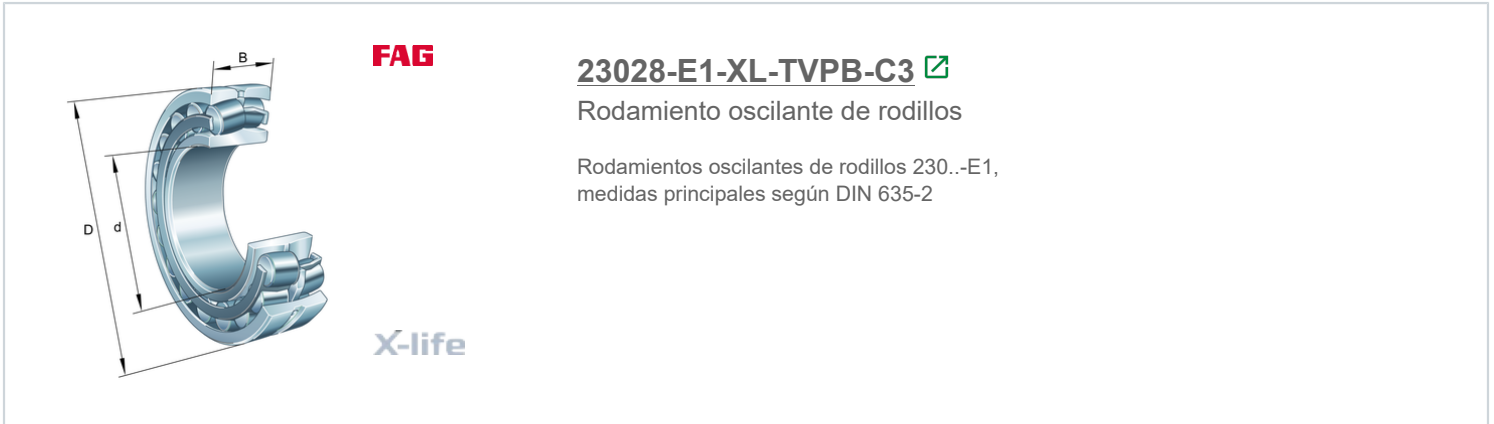 B
FAG
23028-E1-XL-TVPB-C3
Rodamiento oscilante de rodillos
Rodamientos oscilantes de rodillos 230..-E1,
medidas principales según DIN 635-2
D
d
X-life